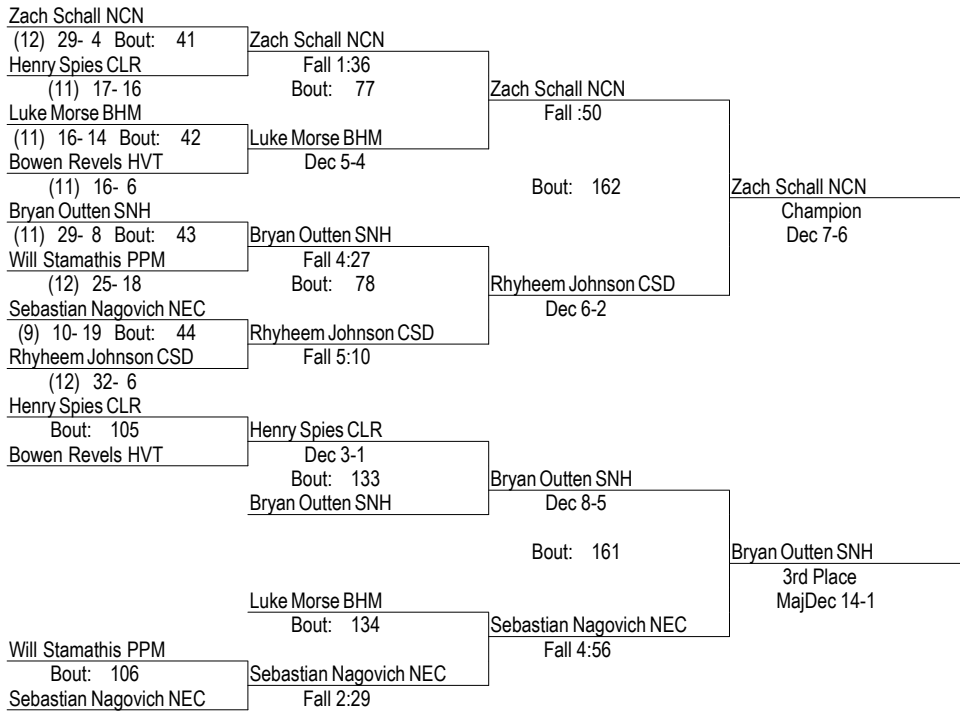 Zach Schall NCN
(12) 29- 4 Bout: 41
Zach Schall NCN
Henry Spies CLR
Fall 1:36
(11) 17- 16
Bout: 77
Zach Schall NCN
Luke Morse BHM
Fall :50
(11) 16- 14 Bout: 42
Luke Morse BHM
Bowen Revels HVT
Dec 5-4
(11) 16- 6
Bout: 162
Zach Schall NCN
Bryan Outten SNH
Champion
(11) 29- 8 Bout: 43
Bryan Outten SNH
Dec 7-6
Will Stamathis PPM
Fall 4:27
(12) 25- 18
Bout: 78
Rhyheem Johnson CSD
Sebastian Nagovich NEC
Dec 6-2
(9) 10- 19 Bout: 44
Rhyheem Johnson CSD
Rhyheem Johnson CSD
Fall 5:10
(12) 32- 6
Henry Spies CLR
Bout: 105
Henry Spies CLR
Bowen Revels HVT
Dec 3-1
Bout: 133
Bryan Outten SNH
Bryan Outten SNH
Dec 8-5
Bout: 161
Bryan Outten SNH
3rd Place
Luke Morse BHM
MajDec 14-1
Bout: 134
Sebastian Nagovich NEC
Will Stamathis PPM
Fall 4:56
Bout: 106
Sebastian Nagovich NEC
Sebastian Nagovich NEC
Fall 2:29